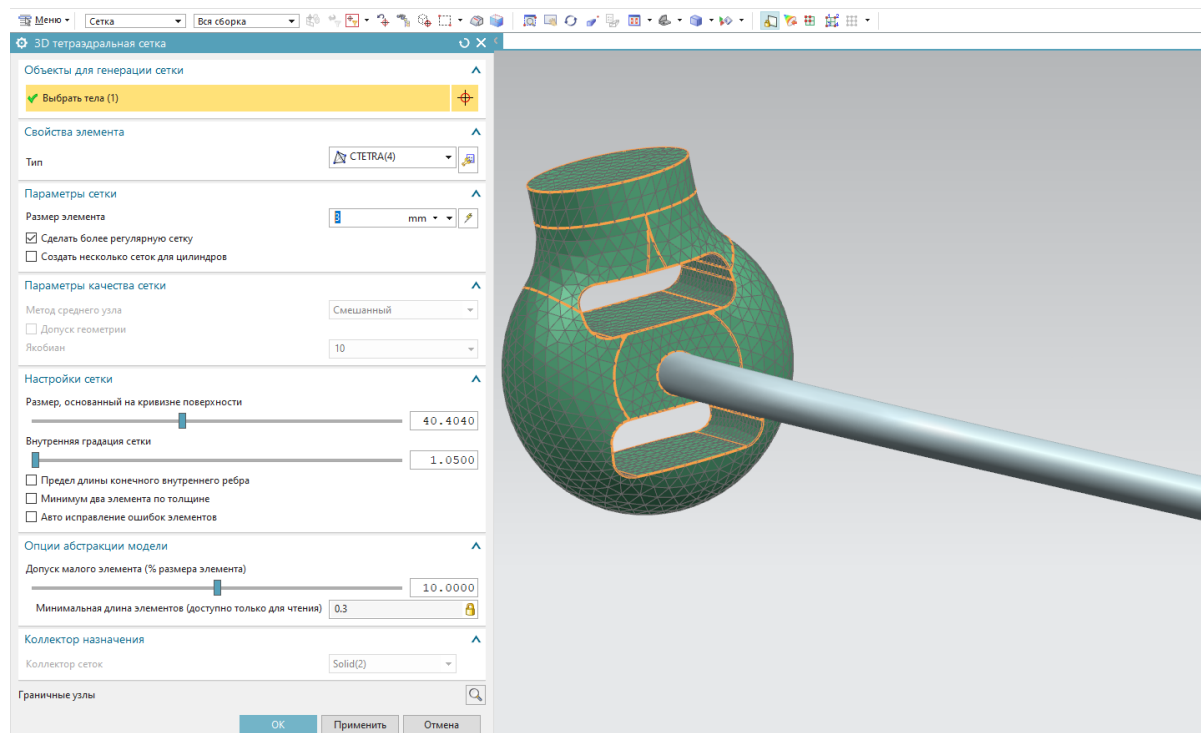 Меню Сетка Вся сборка
3D тетраэдральная сетка
Объекты для генерации сетки
Выбрать тела (1)
Свойства элемента
Тип CTETRA(4)
Параметры сетки
Размер элемента 3 mm
Сделать более регулярную сетку
Создать несколько сеток для цилиндров
Параметры качества сетки
Метод среднего узла Смешанный
Допуск геометрии
Якобиан 10
Настройки сетки
Размер, основанный на кривизне поверхности
40.4040
Внутренняя градация сетки
1.0500
Предел длины конечного внутреннего ребра
Минимум два элемента по толщине
Авто исправление ошибок элементов
Опции абстракции модели
Допуск малого элемента (% размера элемента)
10.0000
Минимальная длина элементов (доступно только для чтения) 0.3
Коллектор назначения
Коллектор сеток Solid(2)
Граничные узлы
ОК Применить Отмена